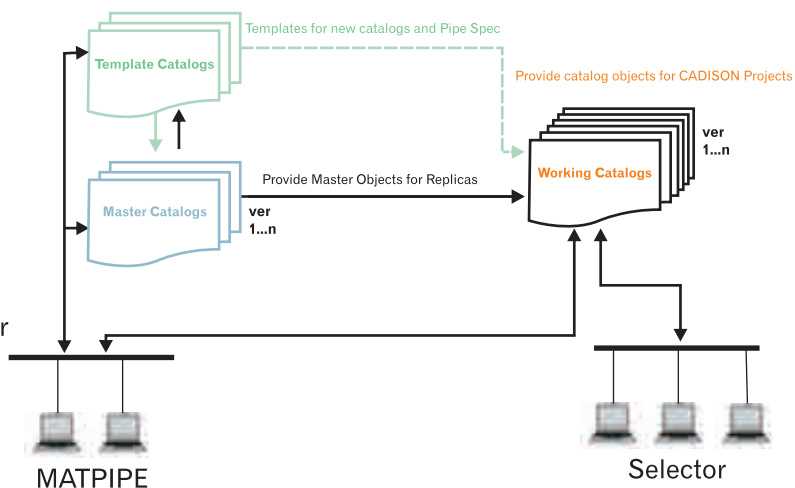 Templates for new catalogs and Pipe Spec
Template Catalogs
Provide catalog objects for CADISON Projects
ver
1...n
Working Catalogs
Provide Master Objects for Replicas
Master Catalogs
ver
1...n
r
MATPIPE
Selector